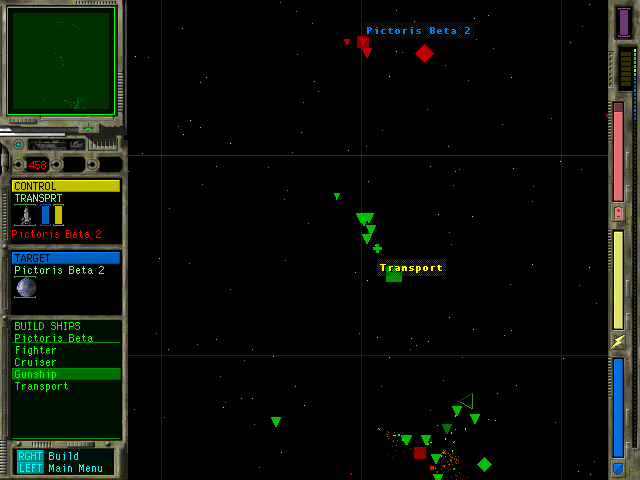 Pictoris Beta 2
458
CONTROL
TRANSPRT
Pictoris Beta 2
Transport
TARGET
Pictoris Beta 2
BUILD SHIPS
Pictoris Beta
Fighter
Cruiser
Gunship
Transport
RGHT Build
LEFT Main Menu